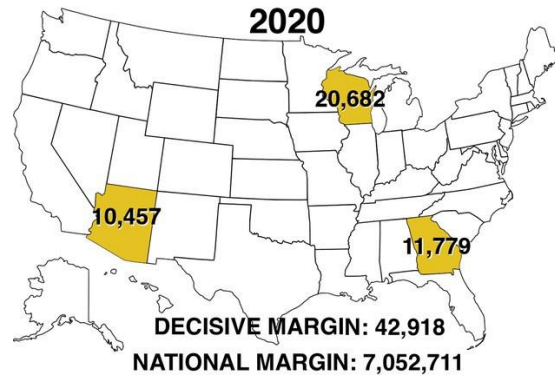 2020
20,682
10,457
11,779
DECISIVE MARGIN: 42,918
NATIONAL MARGIN: 7,052,711